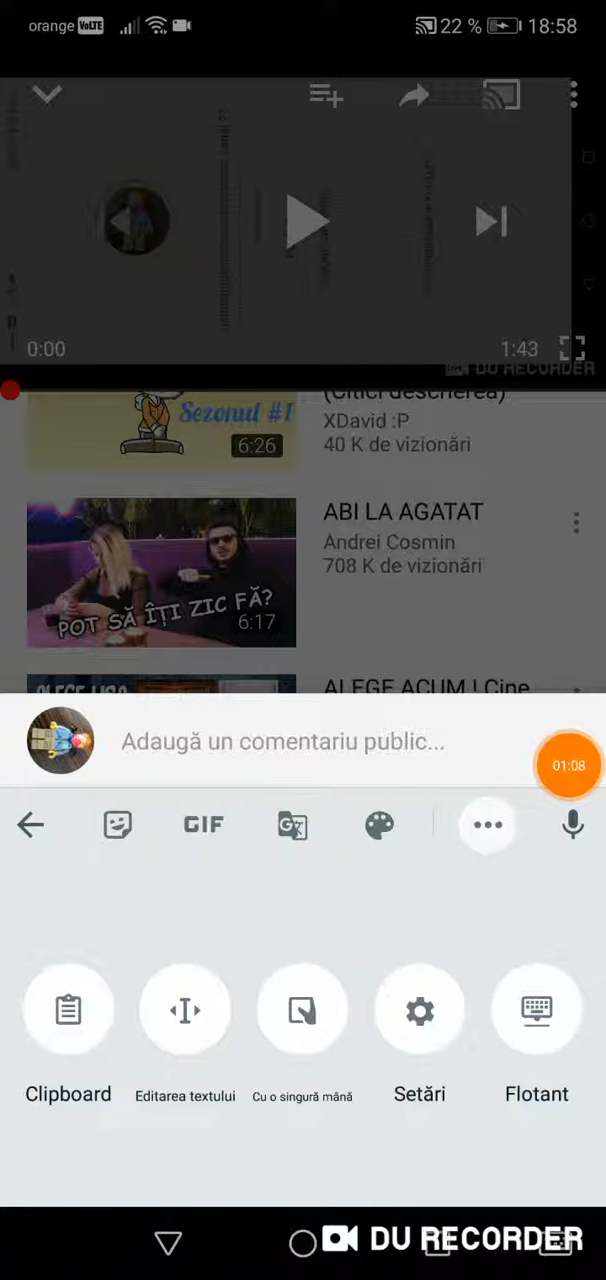 orange VoLTE 22 % 18:58
0:00 1:43
DU RECORDER
Sezonul #1
6:26
(Citici descrierea)
XDavid :P
40 K de vizionări
POT SĂ ÎȚI ZIC FĂ?
6:17
ABI LA AGATAT
Andrei Cosmin
708 K de vizionări
ALEGE ACUM ! Cine
Adaugă un comentariu public...
01:08
GIF
Clipboard
Editarea textului
Cu o singură mână
Setări
Flotant
DU RECORDER